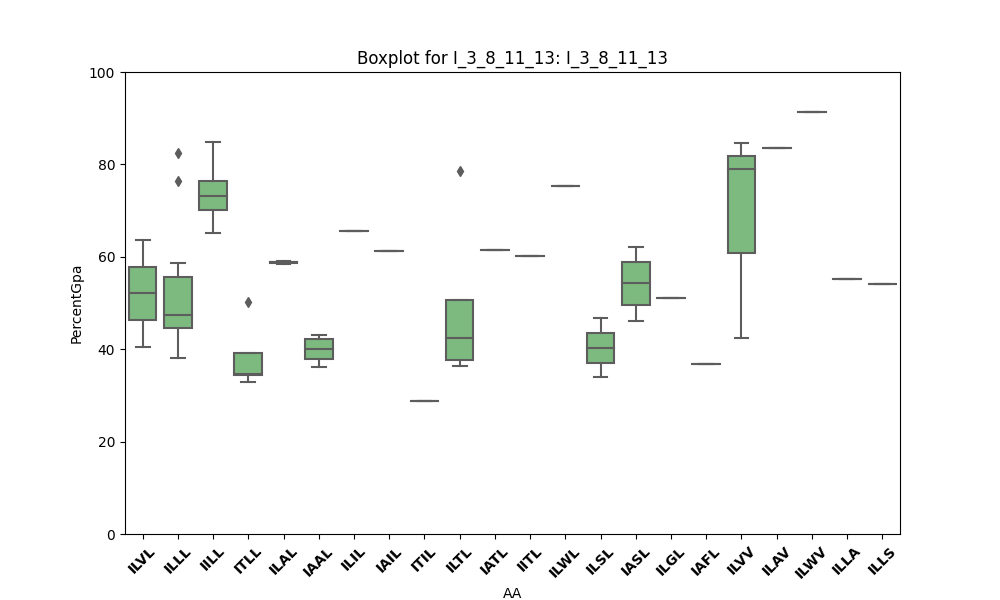 Boxplot for I_3_8_11_13: I_3_8_11_13
100
80
60
40
20
0
PercentGpa
ILVL ILLL IILL ITLL ILAL IAAL ILIL IAIL ITIL ILTL IATL IITL ILWL ILSL IASL ILGL IAFL ILVV ILAV ILWV ILLA ILLS
AA